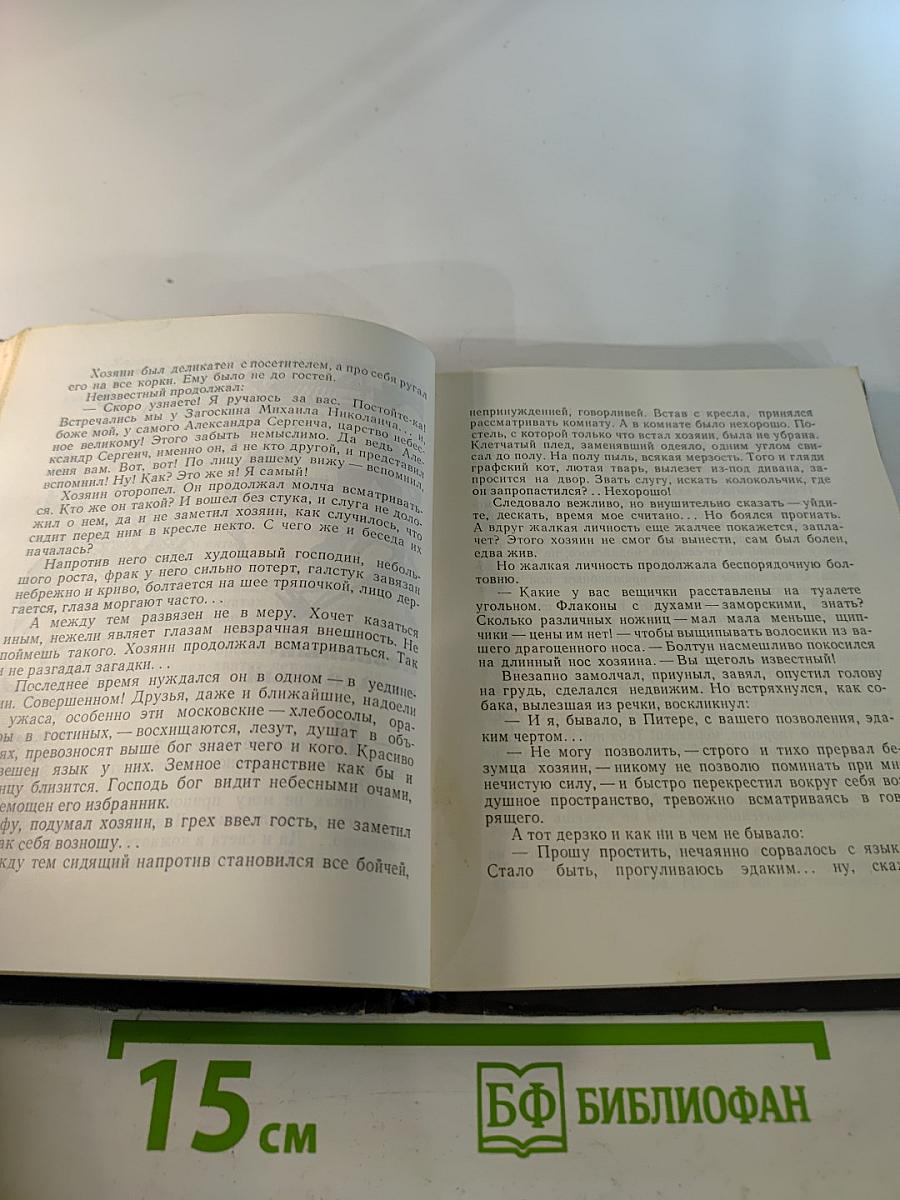 Хозяин был деликатен с посетителем, а про себя ругал
его на все корки. Ему было не до гостей.
Неизвестный продолжал:
— Скоро узнаете! Я ручаюсь за вас. Постойте-ка!
Встречались мы у Загоскина Михаила Николаича... и,
боже мой, у самого Александра Сергеича, царство небес-
ное великому! Этого забыть немыслимо. Да ведь Але-
ксандр Сергеич, именно он, а не кто другой, и представил
меня вам. Вот, вот! По лицу вашему вижу — вспомнил,
вспомнил! Ну! Как? Это же я! Я самый!
Хозяин оторопел. Он продолжал молча всматривать-
ся. Кто же он такой? И вошел без стука, и слуга не доло-
жил о нем, да и не заметил хозяин, как случилось, что
сидит перед ним в кресле некто. С чего же и беседа их
началась?
Напротив него сидел худощавый господин, неболь-
шого роста, фрак у него сильно потерт, галстук завязан
небрежно и криво, болтается на шее тряпочкой, лицо дер-
гается, глаза моргают часто...
А между тем развязен не в меру. Хочет казаться
иным, нежели являет глазам невзрачная внешность. Не
поймешь такого. Хозяин продолжал всматриваться. Так
и не разгадал загадки...
Последнее время нуждался он в одном — в уедине-
нии. Совершенном! Друзья, даже и ближайшие, надоели
ужаса, особенно эти московские — хлебосолы, ора-
ры в гостиных, — восхищаются, лезут, душат в объ-
ях, превозносят выше бог знает чего и кого. Красиво
вешен язык у них. Земное странствие как бы и
нцу близится. Господь бог видит небесными очами,
емощен его избранник.
фу, подумал хозяин, в грех ввел гость, не заметил
ак себя возношу...
жду тем сидящий напротив становился все бойчей,
непринужденней, говорливей. Встав с кресла, принялся
рассматривать комнату. А в комнате было нехорошо. По-
стель, с которой только что встал хозяин, была не убрана.
Клетчатый плед, заменявший одеяло, одним углом сви-
сал до полу. На полу пыль, всякая мерзость. Того и гляди
графский кот, лютая тварь, вылезет из-под дивана, за-
просится на двор. Звать слугу, искать колокольчик, где
он запропастился?.. Нехорошо!
Следовало вежливо, но внушительно сказать — уйди-
те, дескать, время мое считано... Но боялся прогнать.
А вдруг жалкая личность еще жалчее покажется, запла-
чет? Этого хозяин не смог бы вынести, сам был болен,
едва жив.
Но жалкая личность продолжала беспорядочную бол-
товню.
— Какие у вас вещички расставлены на туалете
угольном. Флаконы с духами — заморскими, знать?
Сколько различных ножниц — мал мала меньше, щип-
чики — цены им нет! — чтобы выщипывать волосики из ва-
шего драгоценного носа. — Болтун насмешливо покосился
на длинный нос хозяина. — Вы щеголь известный!
Внезапно замолчал, приуныл, завял, опустил голову
на грудь, сделался недвижим. Но встряхнулся, как со-
бака, вылезшая из речки, воскликнул:
— И я, бывало, в Питере, с вашего позволения, эда-
ким чертом...
— Не могу позволить, — строго и тихо прервал бе-
зумца хозяин, — никому не позволю поминать при мн
нечистую силу, — и быстро перекрестил вокруг себя воз
душное пространство, тревожно всматриваясь в гов
рящего.
А тот дерзко и как ни в чем не бывало:
— Прошу простить, нечаянно сорвалось с язык
Стало быть, прогуливаюсь эдаким... ну, ска
15 см
БФ БИБЛИОФАН